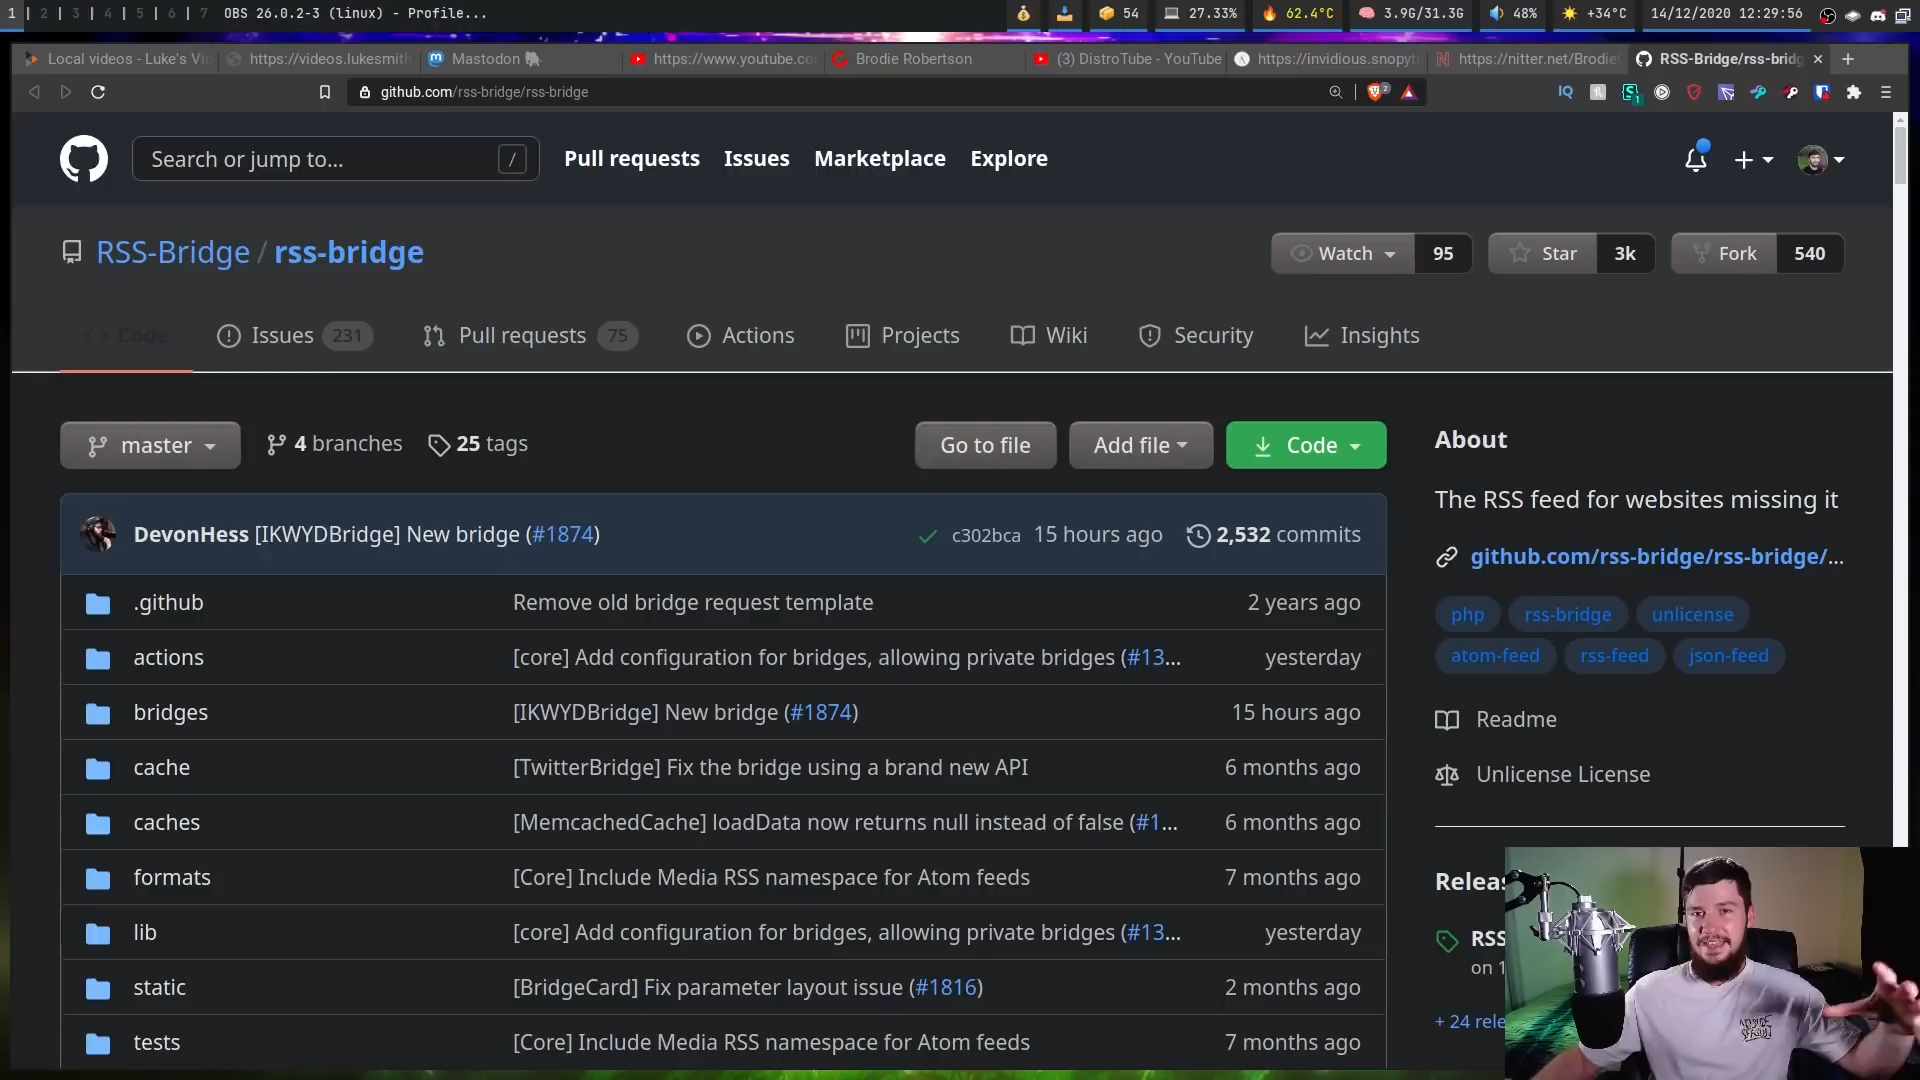 1 | 2 | 3 | 4 | 5 | 6 | 7 OBS 26.0.2-3 (linux) - Profile... 54 27.33% 62.4°C 3.9G/31.3G 48% +34°C 14/12/2020 12:29:56
Local videos - Luke's Vi https://videos.lukesmith Mastodon https://www.youtube.co Brodie Robertson (3) DistroTube - YouTube https://invidious.snopyt https://nitter.net/Brodie RSS-Bridge/rss-bridg
github.com/rss-bridge/rss-bridge
Search or jump to... / Pull requests Issues Marketplace Explore
RSS-Bridge / rss-bridge Watch 95 Star 3k Fork 540
Code Issues 231 Pull requests 75 Actions Projects Wiki Security Insights
master 4 branches 25 tags Go to file Add file Code About
The RSS feed for websites missing it
DevonHess [IKWYDBridge] New bridge (#1874) c302bca 15 hours ago 2,532 commits
github.com/rss-bridge/rss-bridge/...
.github Remove old bridge request template 2 years ago
php rss-bridge unlicense
actions [core] Add configuration for bridges, allowing private bridges (#13... yesterday
atom-feed rss-feed json-feed
bridges [IKWYDBridge] New bridge (#1874) 15 hours ago
Readme
cache [TwitterBridge] Fix the bridge using a brand new API 6 months ago
Unlicense License
caches [MemcachedCache] loadData now returns null instead of false (#1... 6 months ago
formats [Core] Include Media RSS namespace for Atom feeds 7 months ago
Releas
lib [core] Add configuration for bridges, allowing private bridges (#13... yesterday
RSS
on 1
static [BridgeCard] Fix parameter layout issue (#1816) 2 months ago
+ 24 rele
tests [Core] Include Media RSS namespace for Atom feeds 7 months ago